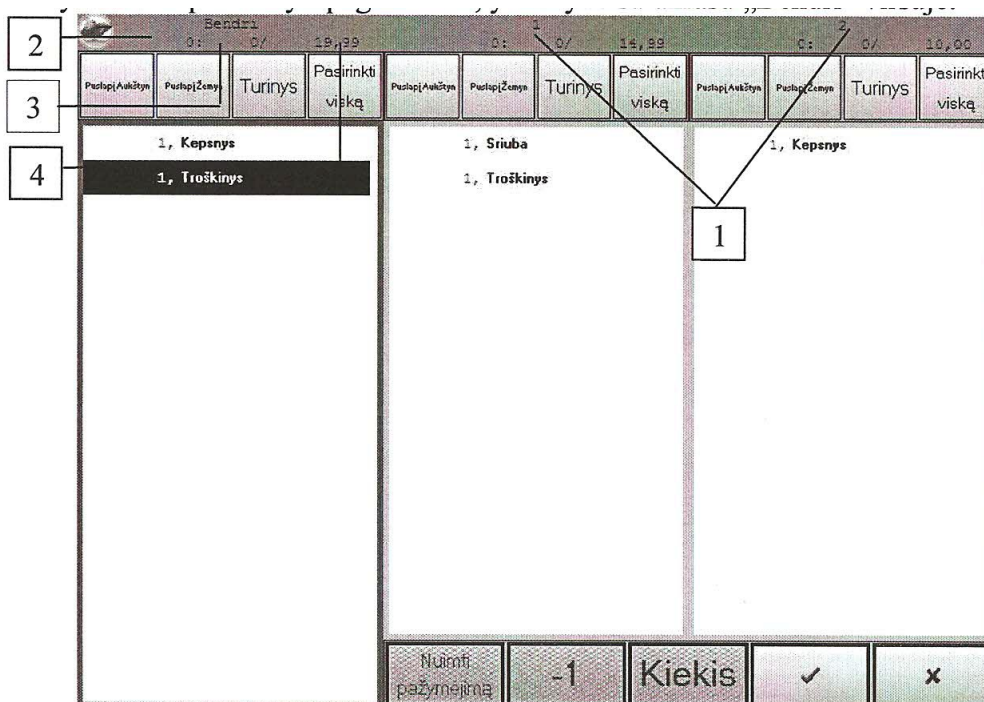 2
Bendri 1 2
0: 0/ 19,99 0: 0/ 14,99 0: 0/ 10,00
3
Puslapį Aukštyn Puslapį Žemyn Turinys Pasirinkti viską Puslapį Aukštyn Puslapį Žemyn Turinys Pasirinkti viską Puslapį Aukštyn Puslapį Žemyn Turinys Pasirinkti viską
1, Kepsnys 1, Sriuba 1, Kepsnys
4
1, Troškinys 1, Troškinys
1
Nuimti pažymėjimą -1 Kiekis ✓ ✗